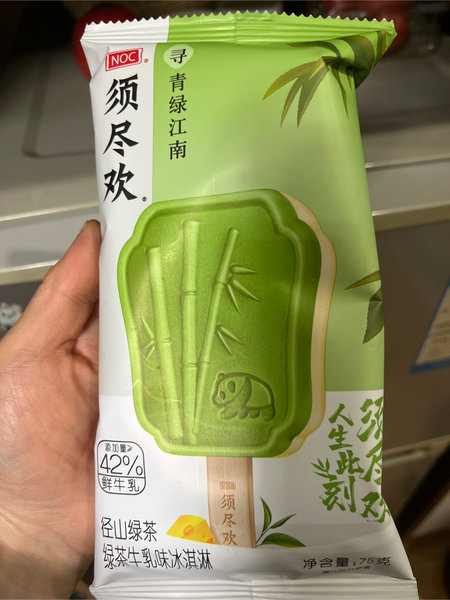 NOC®
须尽欢®
寻
青绿江南
须尽欢
人生此刻
添加量≥
42%
鲜牛乳
须尽欢
径山绿茶
绿茶牛乳味冰淇淋
净含量:75克